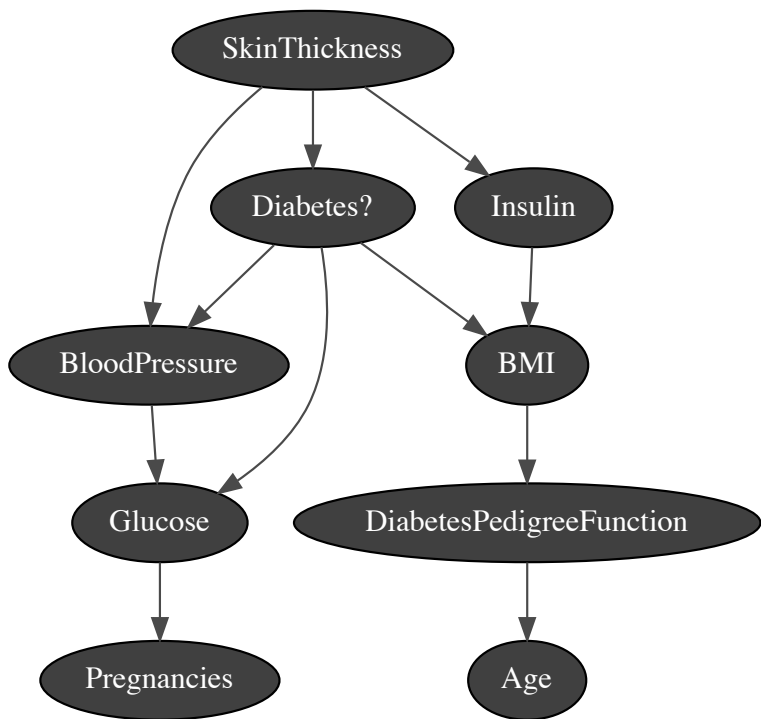 SkinThickness
Diabetes?
Insulin
BloodPressure
BMI
Glucose
DiabetesPedigreeFunction
Pregnancies
Age